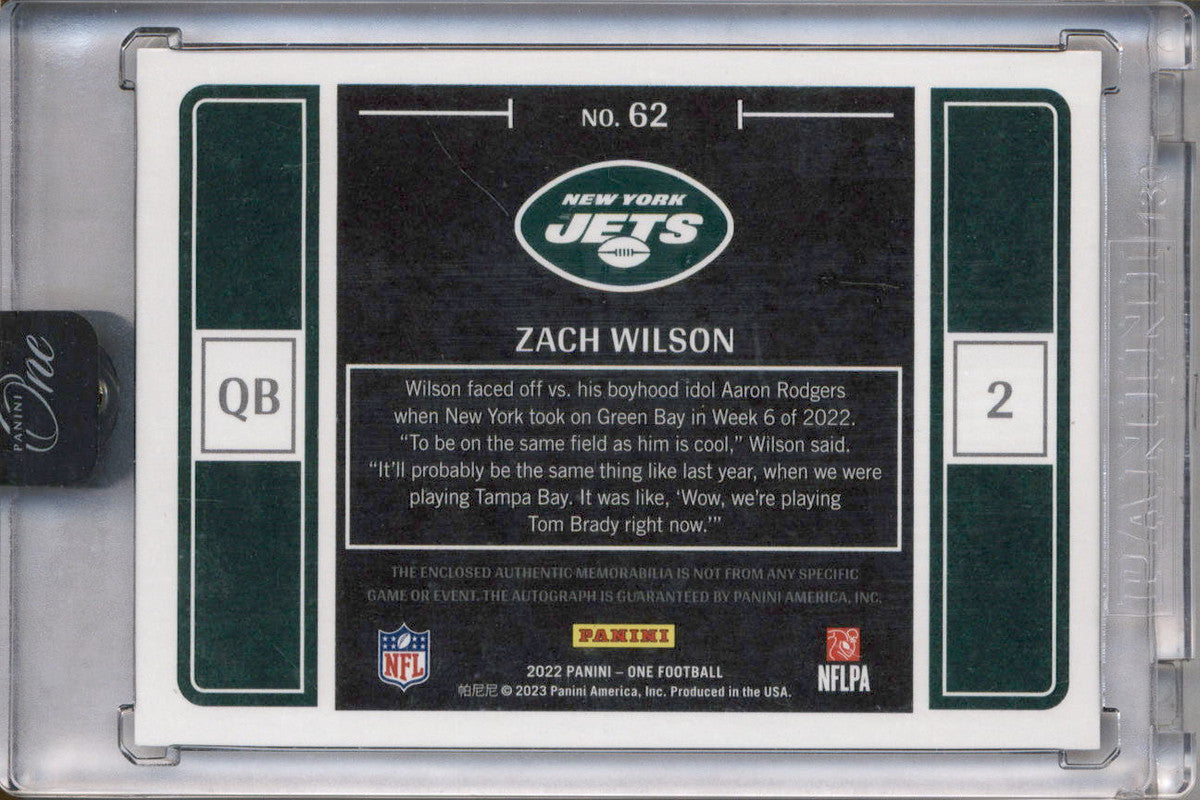 NO. 62
NEW YORK
JETS
ZACH WILSON
QB
2
Wilson faced off vs. his boyhood idol Aaron Rodgers
when New York took on Green Bay in Week 6 of 2022.
“To be on the same field as him is cool,” Wilson said.
“It’ll probably be the same thing like last year, when we were
playing Tampa Bay. It was like, ‘Wow, we’re playing
Tom Brady right now.’”
THE ENCLOSED AUTHENTIC MEMORABILIA IS NOT FROM ANY SPECIFIC
GAME OR EVENT. THE AUTOGRAPH IS GUARANTEED BY PANINI AMERICA, INC.
NFL
PANINI
NFLPA
2022 PANINI – ONE FOOTBALL
帕尼尼 © 2023 Panini America, Inc. Produced in the USA.
PANINI
One
PANINI